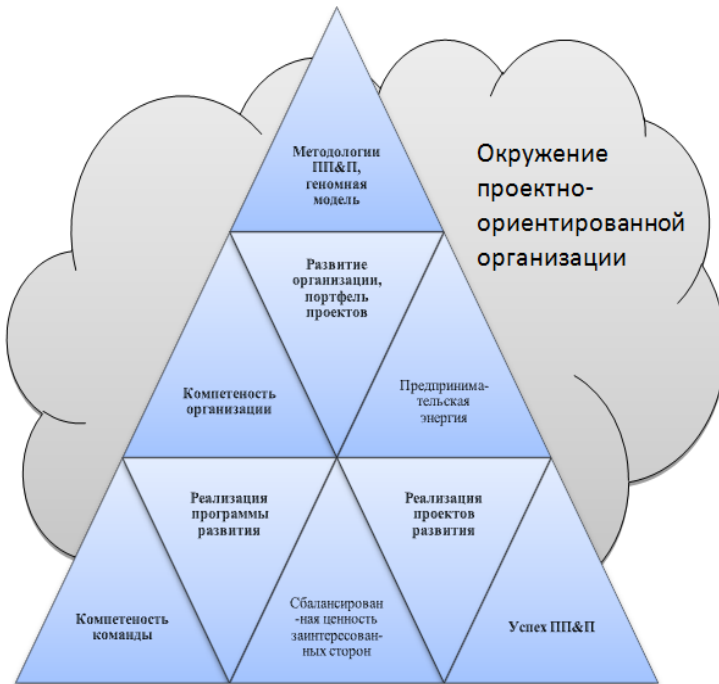 Окружение
проектно-
ориентированной
организации
Методологии
ПП&П,
геномная
модель
Развитие
организации,
портфель
проектов
Компетеность
организации
Предпринима-
тельская
энергия
Реализация
программы
развития
Реализация
проектов
развития
Компетеность
команды
Сбалансирован
-ная ценность
заинтересован-
ных сторон
Успех ПП&П